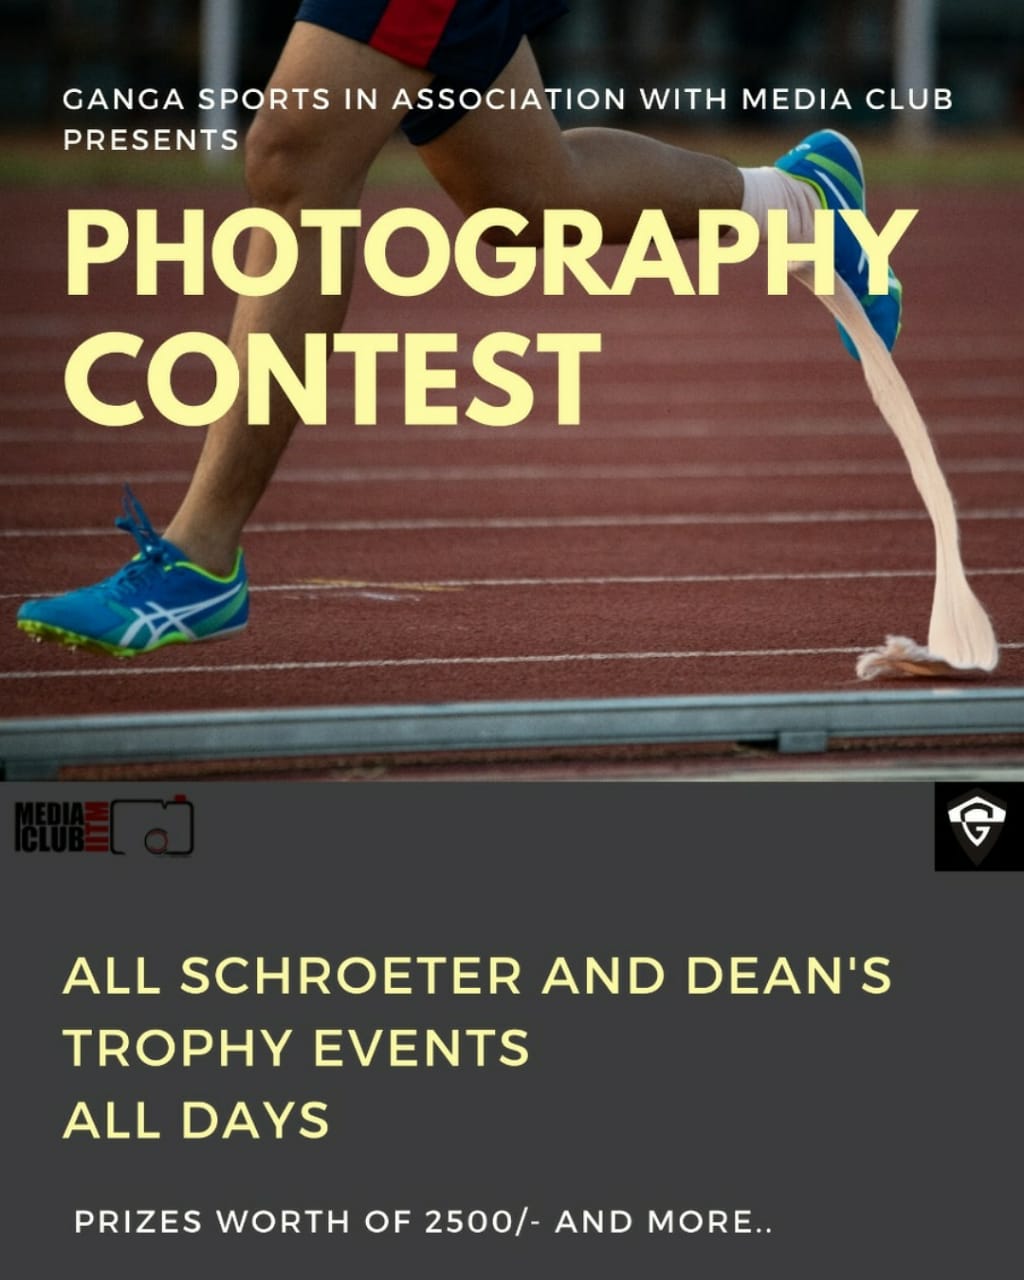 GANGA SPORTS IN ASSOCIATION WITH MEDIA CLUB
PRESENTS
PHOTOGRAPHY
CONTEST
MEDIA
CLUB IITM
G
ALL SCHROETER AND DEAN'S
TROPHY EVENTS
ALL DAYS
PRIZES WORTH OF 2500/- AND MORE..